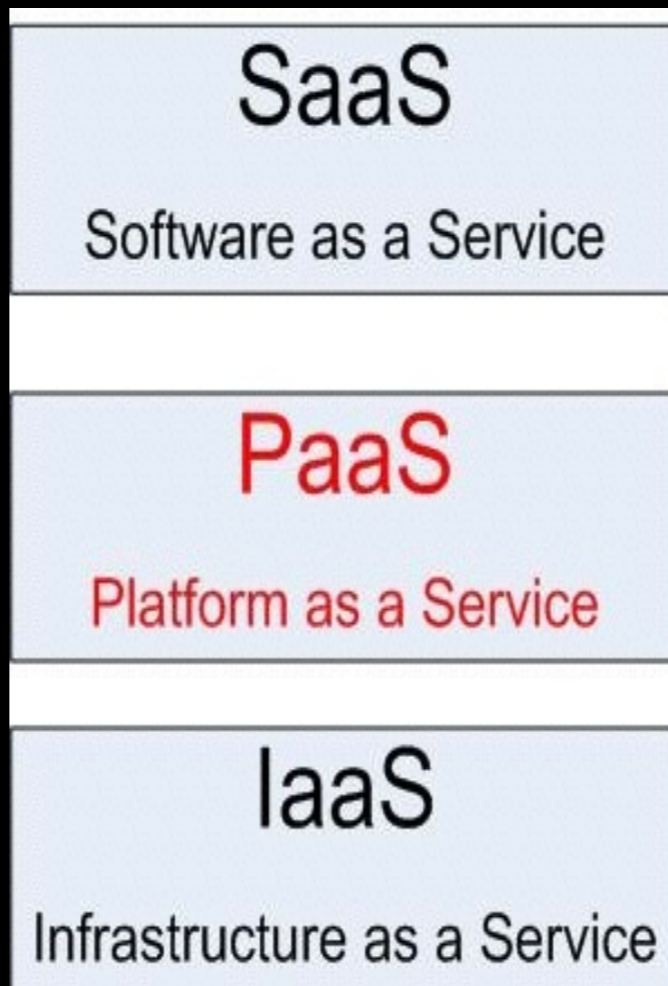 SaaS
Software as a Service
PaaS
Platform as a Service
IaaS
Infrastructure as a Service